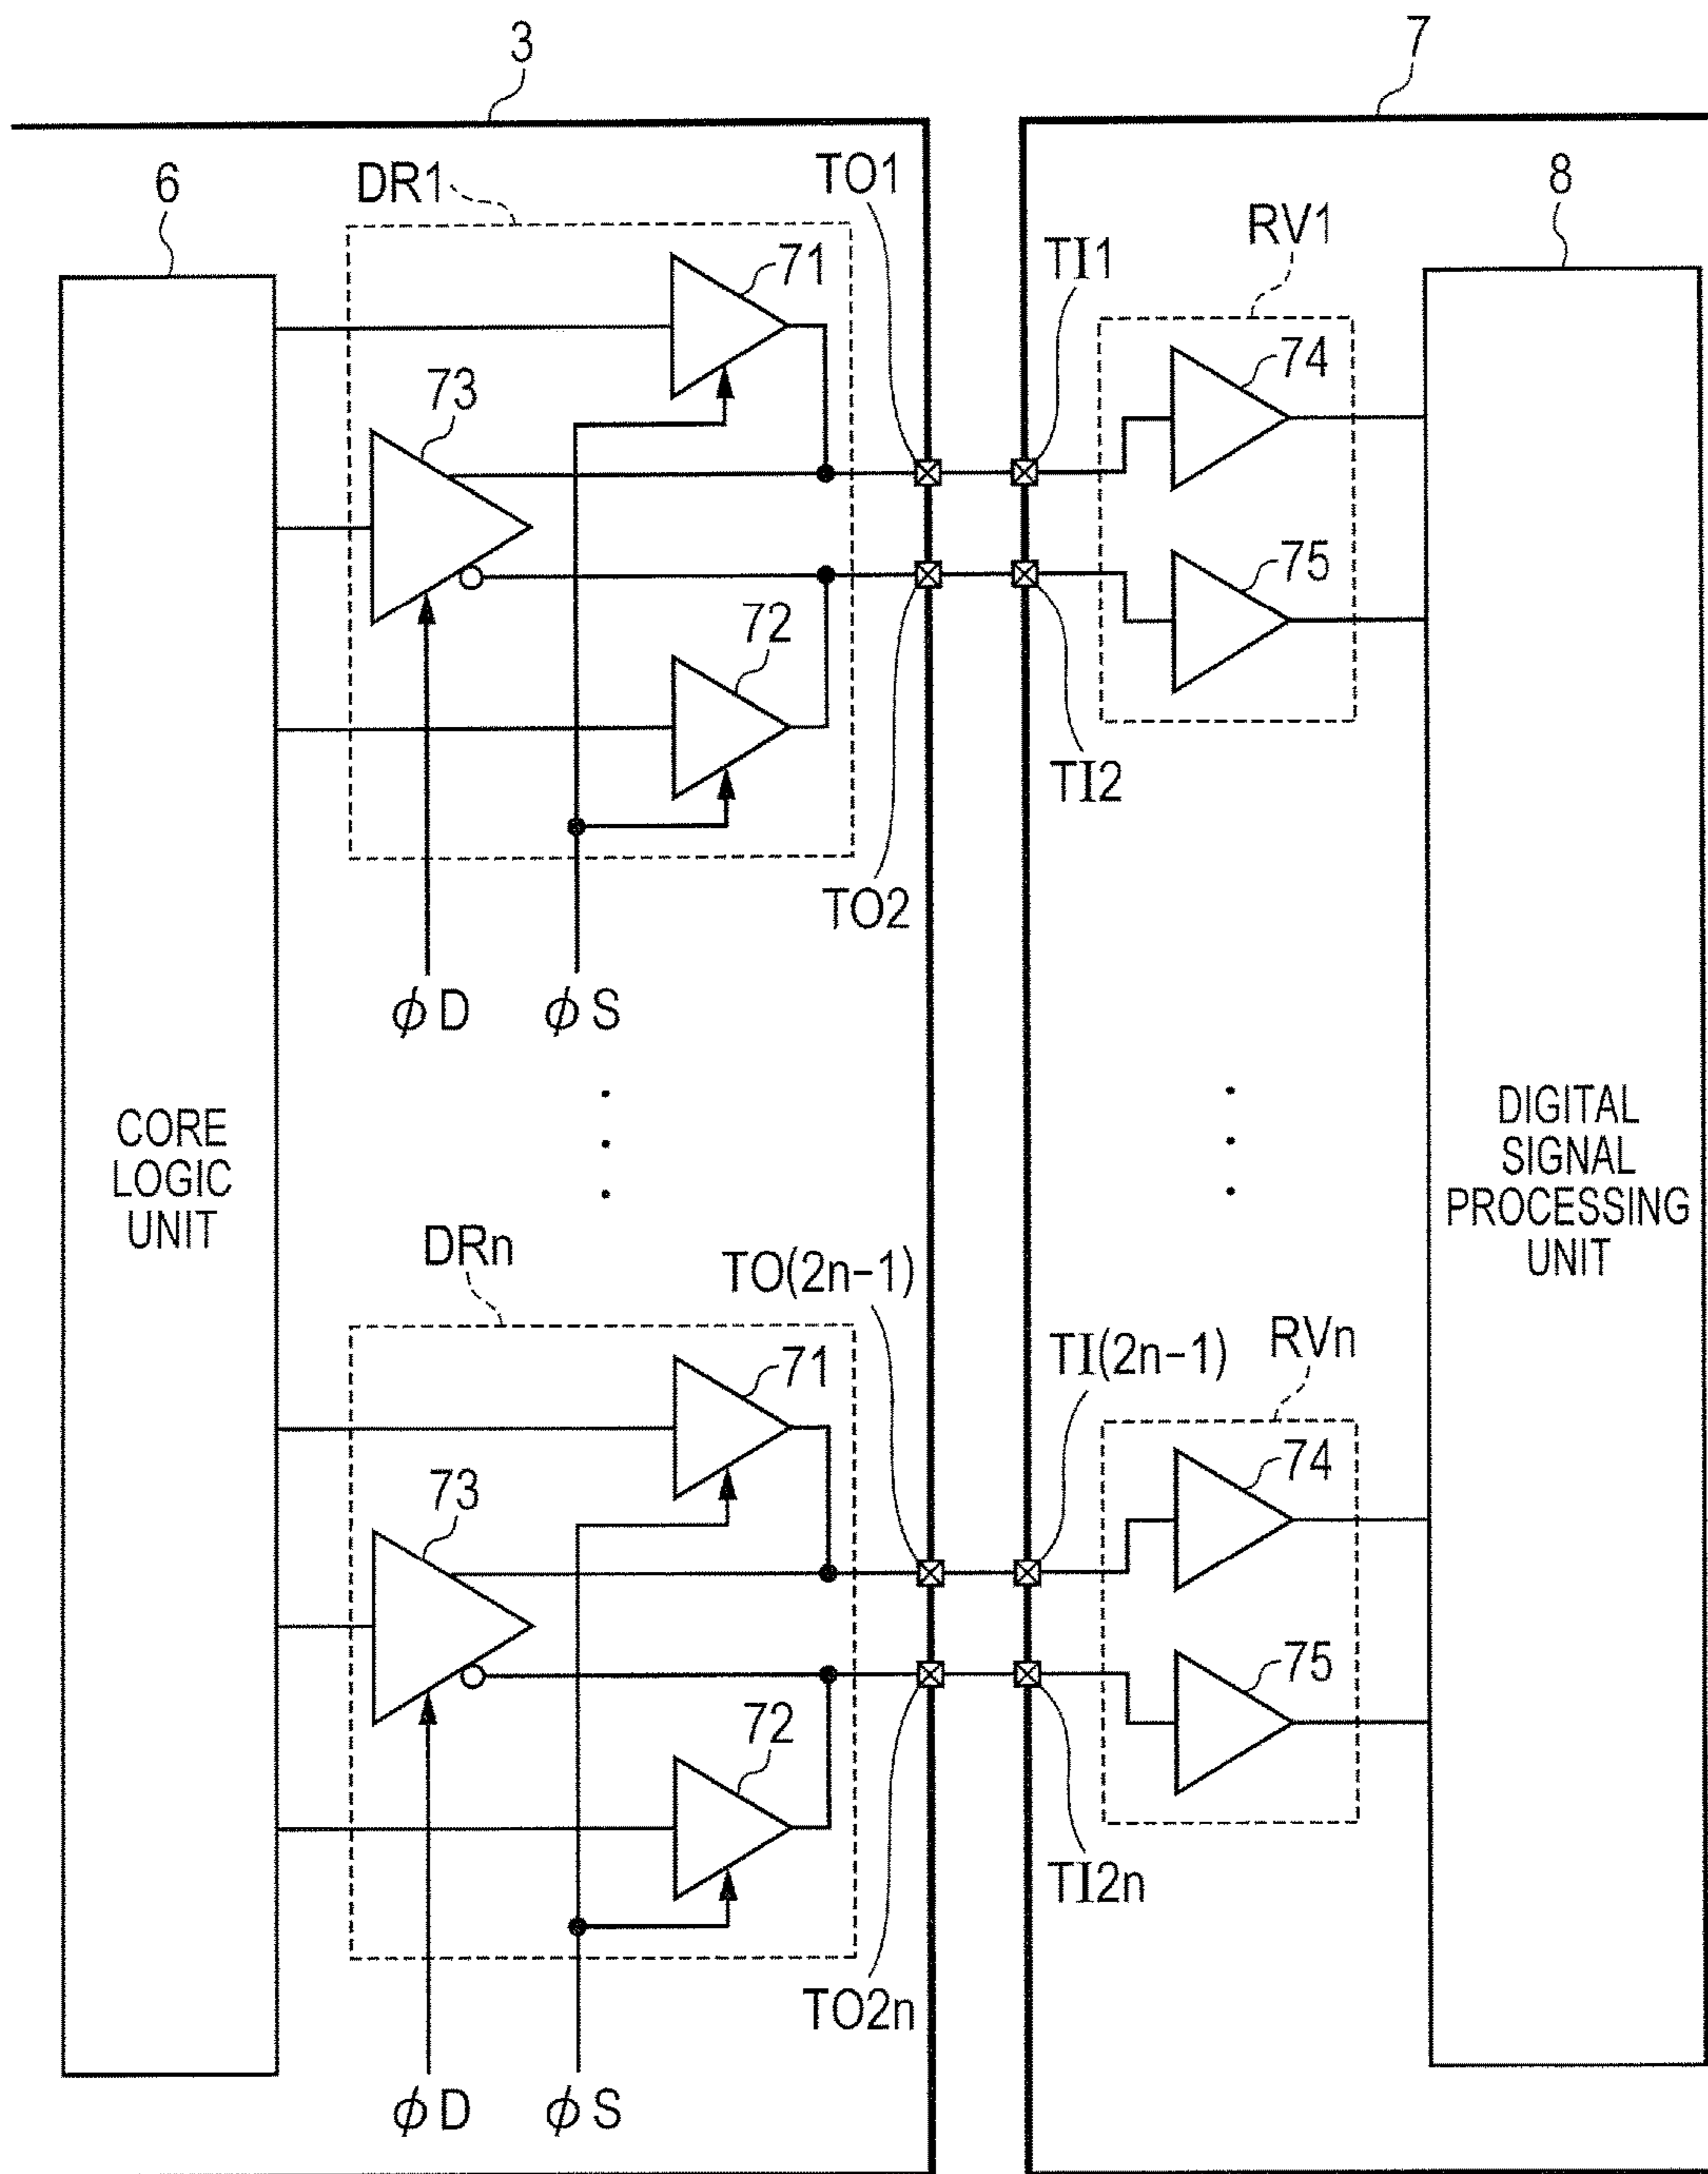 3
7
6
DR1
TO1
8
RV1
71
TI1
74
73
75
72
TI2
TO2
φD
φS
CORE
LOGIC
UNIT
DIGITAL
SIGNAL
PROCESSING
UNIT
DRn
TO(2n-1)
TI(2n-1)
RVn
71
74
73
75
72
TI2n
TO2n
φD
φS